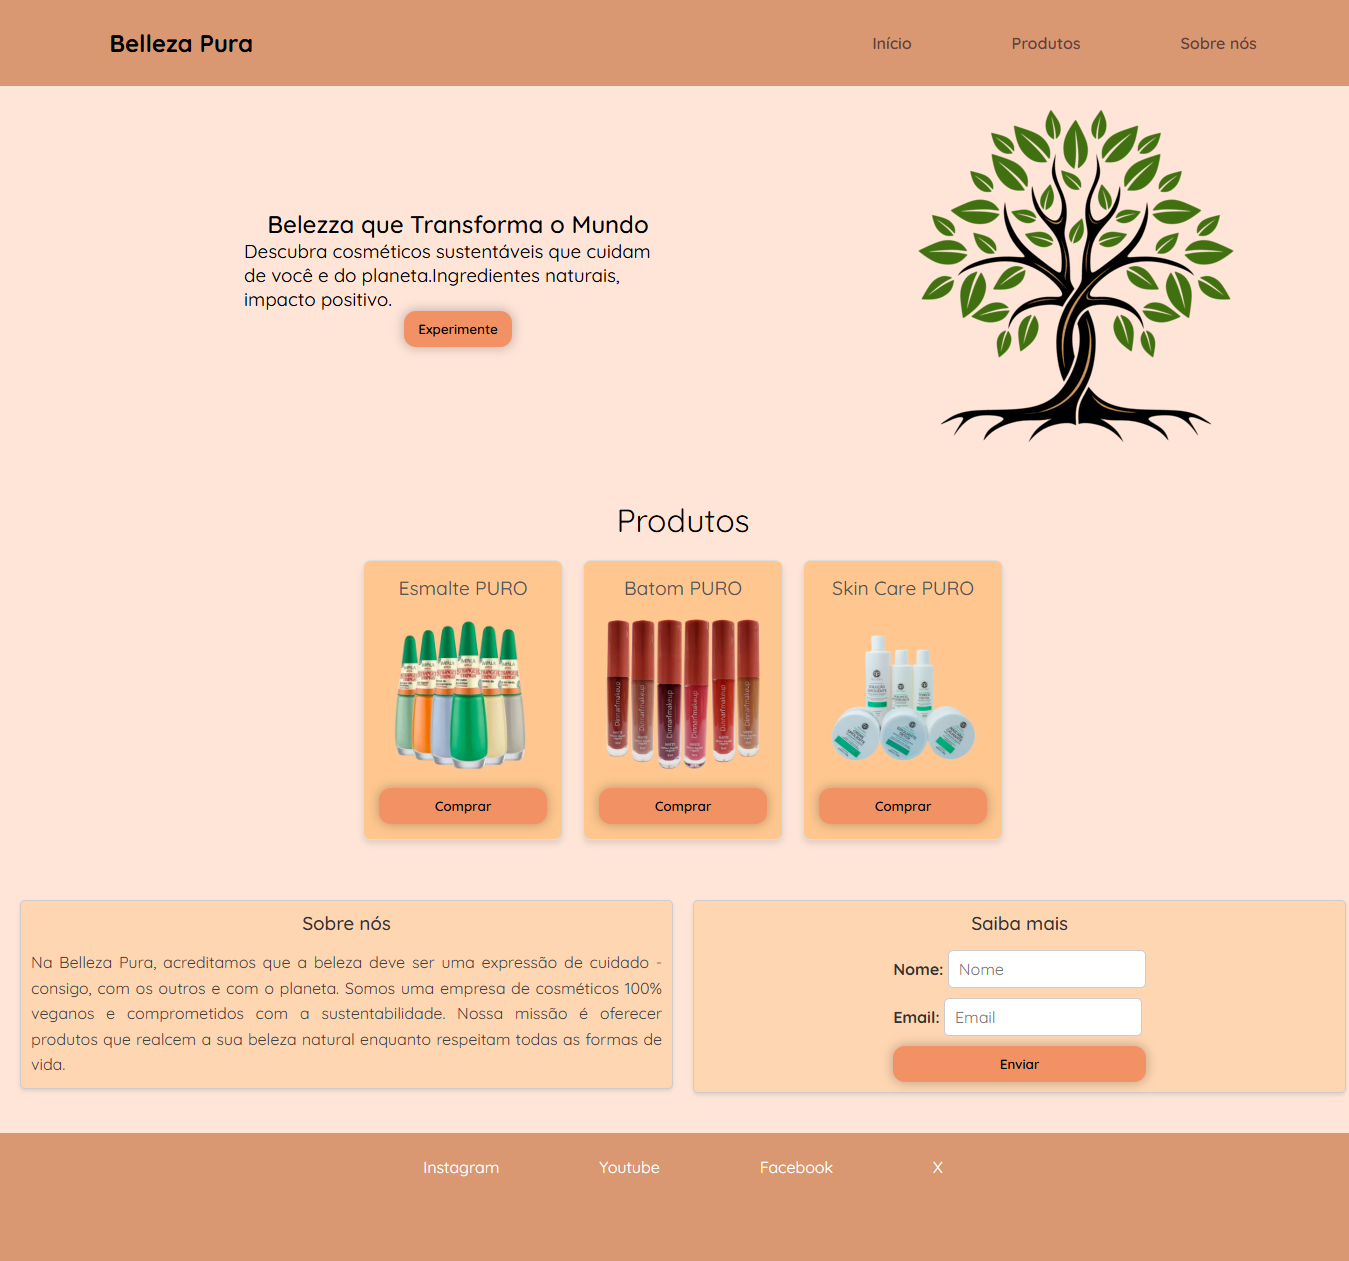 Belleza Pura
Início
Produtos
Sobre nós
Belezza que Transforma o Mundo
Descubra cosméticos sustentáveis que cuidam
de você e do planeta.Ingredientes naturais,
impacto positivo.
Experimente
Produtos
Esmalte PURO
Batom PURO
Skin Care PURO
Comprar
Comprar
Comprar
Sobre nós
Na Belleza Pura, acreditamos que a beleza deve ser uma expressão de cuidado -
consigo, com os outros e com o planeta. Somos uma empresa de cosméticos 100%
veganos e comprometidos com a sustentabilidade. Nossa missão é oferecer
produtos que realcem a sua beleza natural enquanto respeitam todas as formas de
vida.
Saiba mais
Nome: Nome
Email: Email
Enviar
Instagram
Youtube
Facebook
X